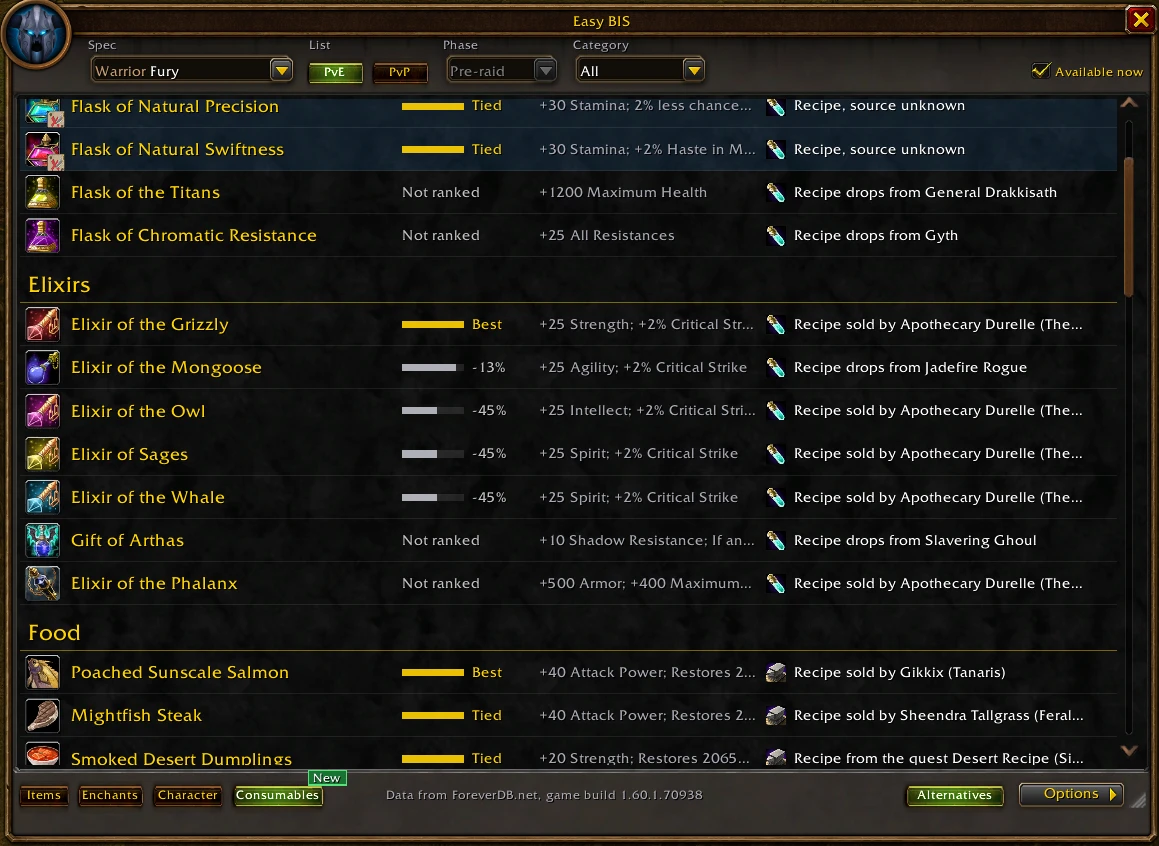 Easy BIS
Spec
List
Phase
Category
Warrior Fury
PvE
PvP
Pre-raid
All
Available now
Flask of Natural Precision Tied +30 Stamina; 2% less chance... Recipe, source unknown
Flask of Natural Swiftness Tied +30 Stamina; +2% Haste in M... Recipe, source unknown
Flask of the Titans Not ranked +1200 Maximum Health Recipe drops from General Drakkisath
Flask of Chromatic Resistance Not ranked +25 All Resistances Recipe drops from Gyth
Elixirs
Elixir of the Grizzly Best +25 Strength; +2% Critical Str... Recipe sold by Apothecary Durelle (The...
Elixir of the Mongoose -13% +25 Agility; +2% Critical Strike Recipe drops from Jadefire Rogue
Elixir of the Owl -45% +25 Intellect; +2% Critical Stri... Recipe sold by Apothecary Durelle (The...
Elixir of Sages -45% +25 Spirit; +2% Critical Strike Recipe sold by Apothecary Durelle (The...
Elixir of the Whale -45% +25 Spirit; +2% Critical Strike Recipe sold by Apothecary Durelle (The...
Gift of Arthas Not ranked +10 Shadow Resistance; If an... Recipe drops from Slavering Ghoul
Elixir of the Phalanx Not ranked +500 Armor; +400 Maximum... Recipe sold by Apothecary Durelle (The...
Food
Poached Sunscale Salmon Best +40 Attack Power; Restores 2... Recipe sold by Gikkix (Tanaris)
Mightfish Steak Tied +40 Attack Power; Restores 2... Recipe sold by Sheendra Tallgrass (Feral...
Smoked Desert Dumplings Tied +20 Strength; Restores 2065... Recipe from the quest Desert Recipe (Si...
New
Items
Enchants
Character
Consumables
Data from ForeverDB.net, game build 1.60.1.70938
Alternatives
Options